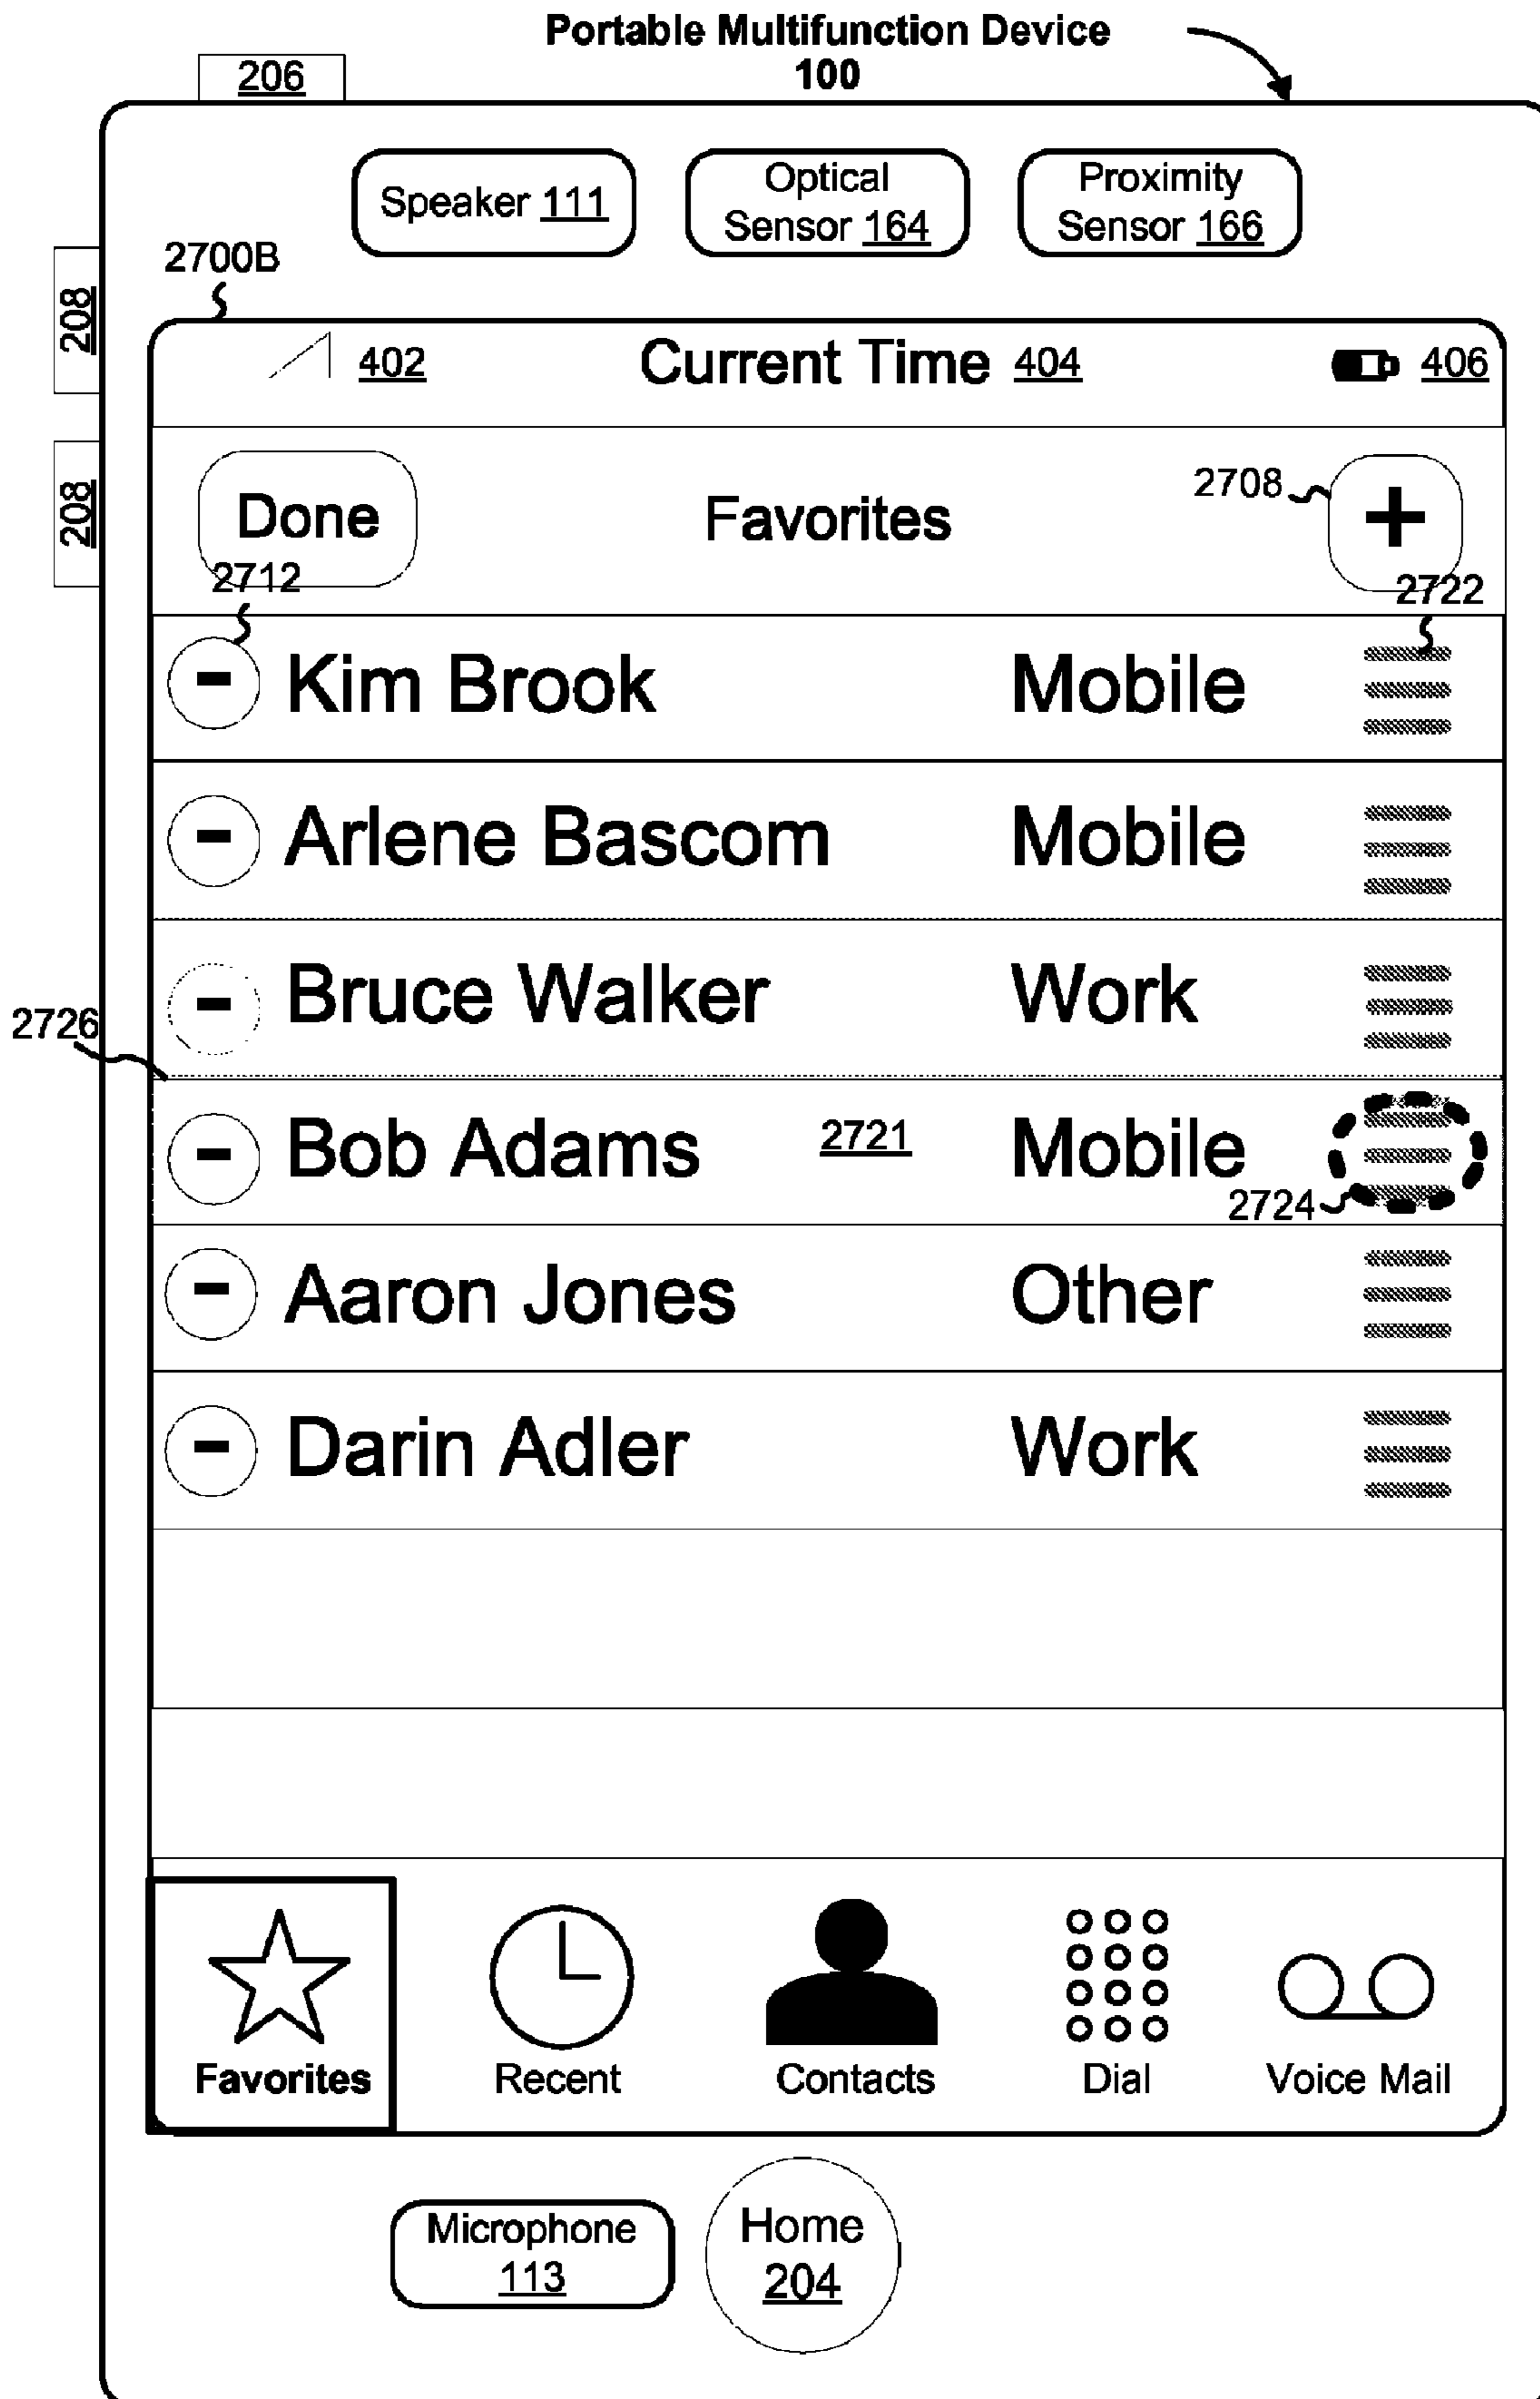 Portable Multifunction Device
100
206
Speaker 111
Optical
Sensor 164
Proximity
Sensor 166
2700B
208
402
Current Time 404
406
208
Done
Favorites
2708
+
2712
2722
- Kim Brook Mobile
- Arlene Bascom Mobile
- Bruce Walker Work
2726
- Bob Adams 2721 Mobile
2724
- Aaron Jones Other
- Darin Adler Work
Favorites
Recent
Contacts
Dial
Voice Mail
Microphone
113
Home
204